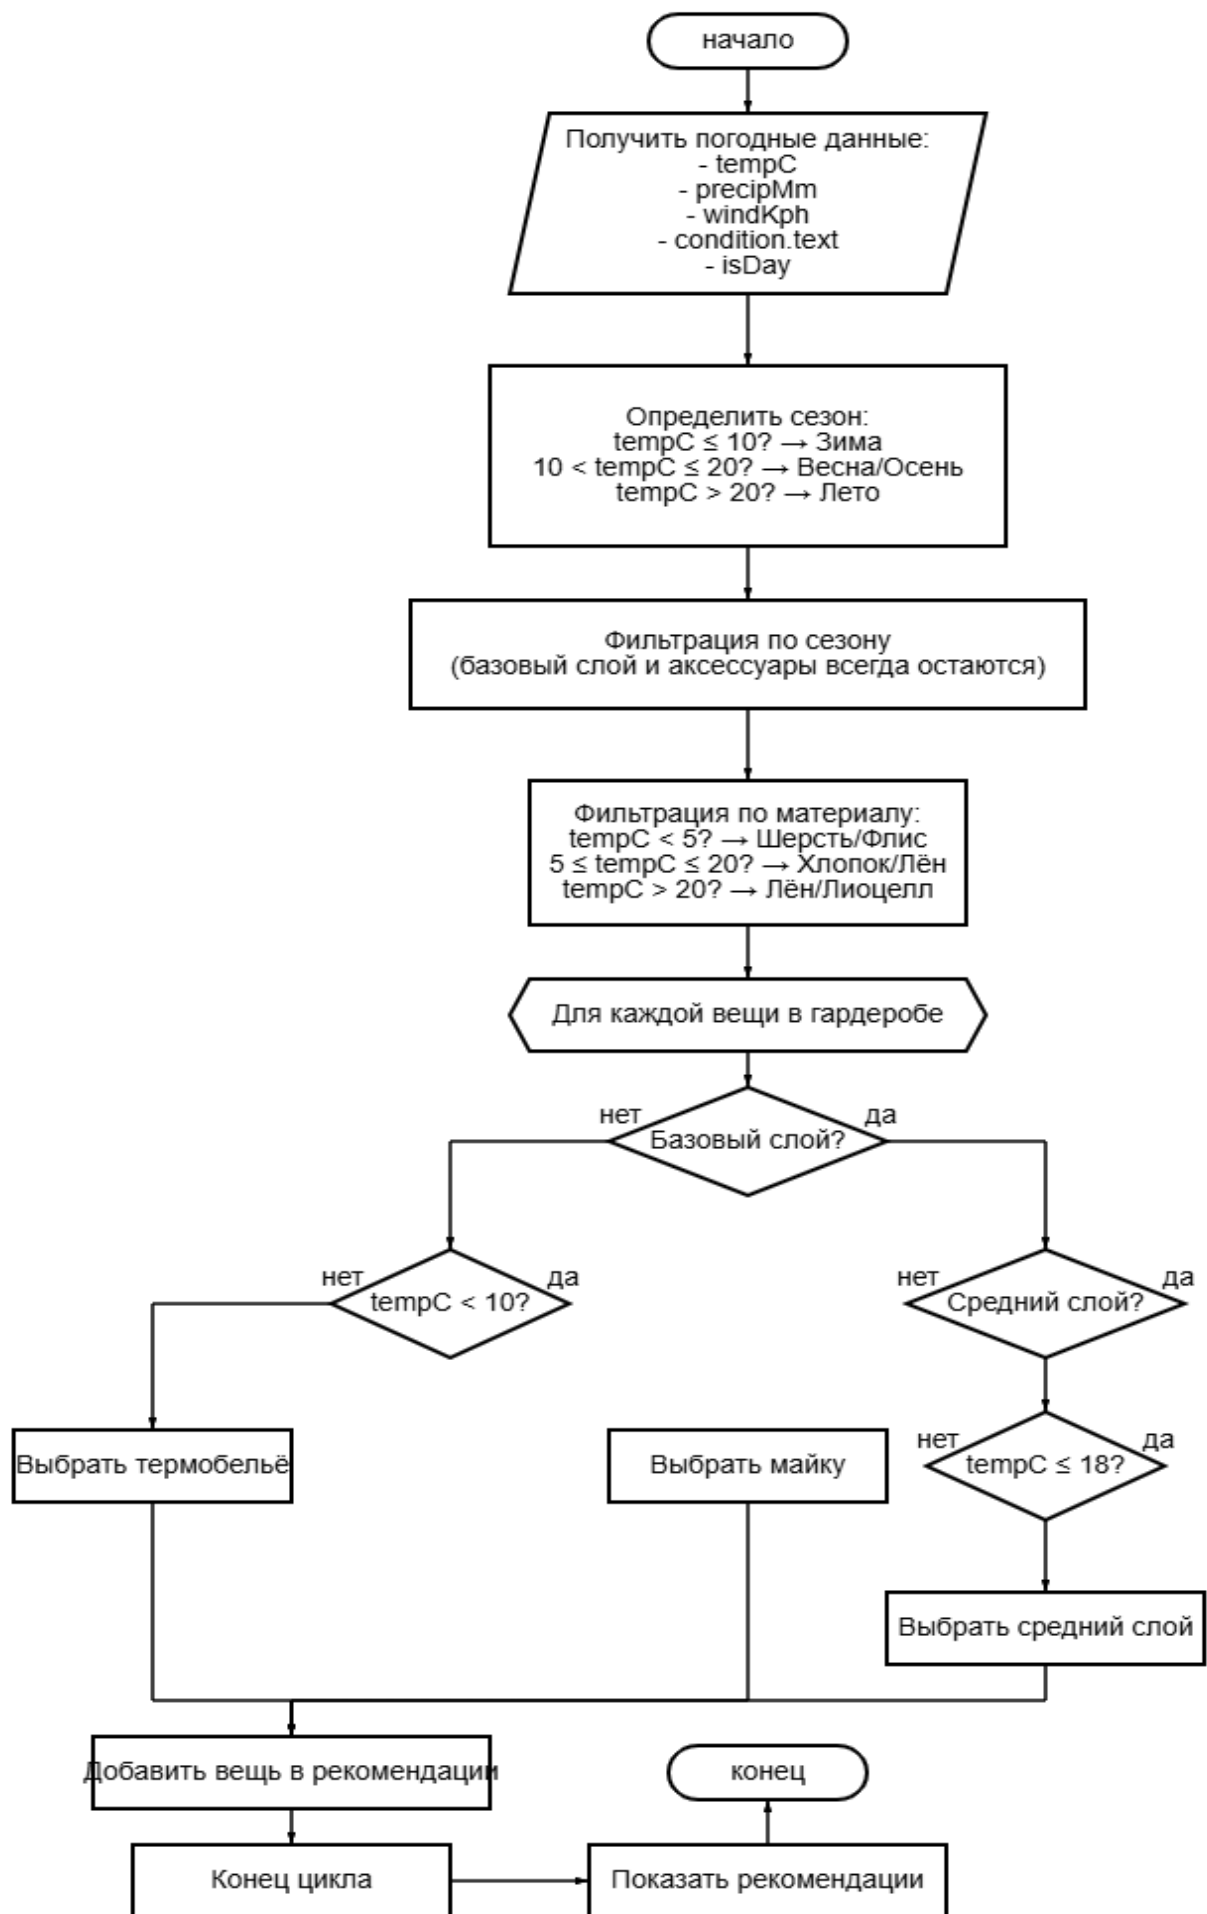 начало
Получить погодные данные:
- tempC
- precipMm
- windKph
- condition.text
- isDay
Определить сезон:
tempC ≤ 10? → Зима
10 < tempC ≤ 20? → Весна/Осень
tempC > 20? → Лето
Фильтрация по сезону
(базовый слой и аксессуары всегда остаются)
Фильтрация по материалу:
tempC < 5? → Шерсть/Флис
5 ≤ tempC ≤ 20? → Хлопок/Лён
tempC > 20? → Лён/Лиоцелл
Для каждой вещи в гардеробе
нет
да
Базовый слой?
нет
да
tempC < 10?
нет
да
Средний слой?
Выбрать термобельё
Выбрать майку
нет
да
tempC ≤ 18?
Выбрать средний слой
Добавить вещь в рекомендации
конец
Конец цикла
Показать рекомендации